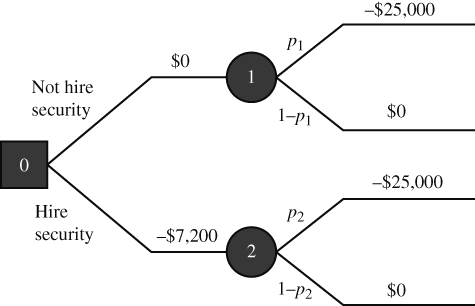 –$25,000
p1
$0
Not hire
security
1
1–p1
$0
0
–$25,000
Hire
security
p2
–$7,200
2
1–p2
$0